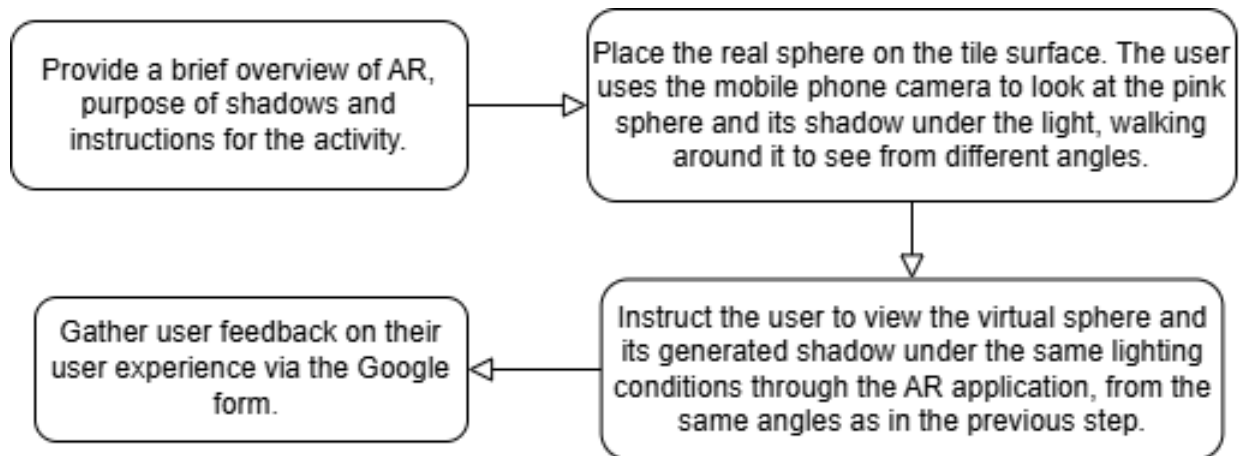 Provide a brief overview of AR,
purpose of shadows and
instructions for the activity.
Place the real sphere on the tile surface. The user
uses the mobile phone camera to look at the pink
sphere and its shadow under the light, walking
around it to see from different angles.
Instruct the user to view the virtual sphere and
its generated shadow under the same lighting
conditions through the AR application, from the
same angles as in the previous step.
Gather user feedback on their
user experience via the Google
form.